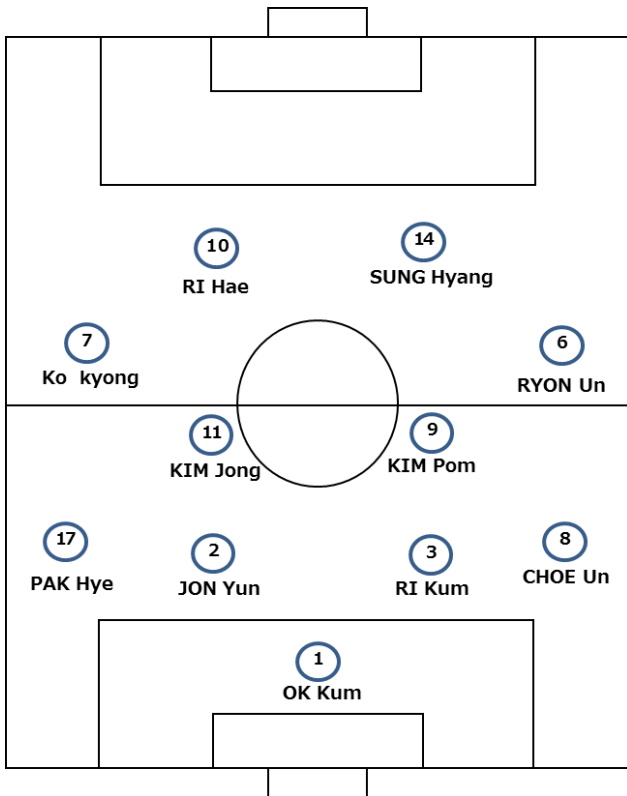 10
14
RI Hae
SUNG Hyang
7
6
Ko kyong
RYON Un
11
9
KIM Jong
KIM Pom
17
2
3
8
PAK Hye
JON Yun
RI Kum
CHOE Un
1
OK Kum